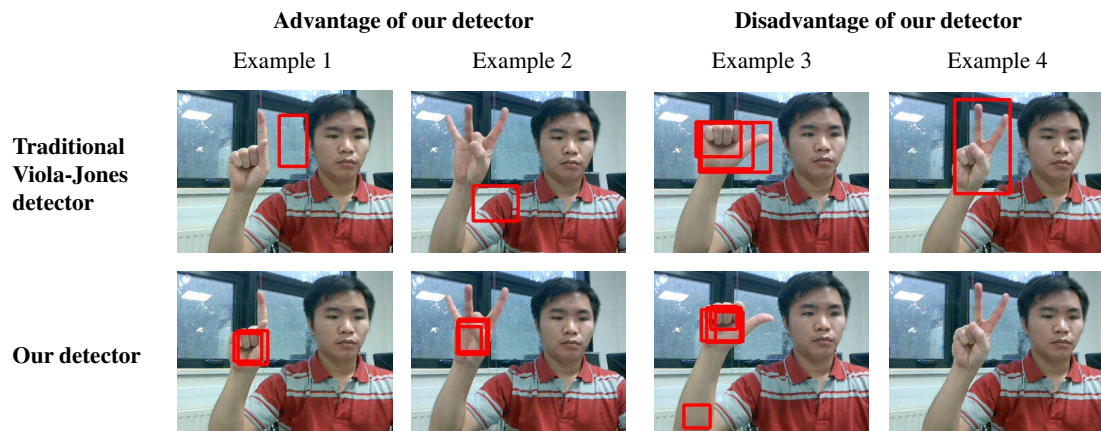 Advantage of our detector
Disadvantage of our detector
Example 1
Example 2
Example 3
Example 4
Traditional
Viola-Jones
detector
Our detector